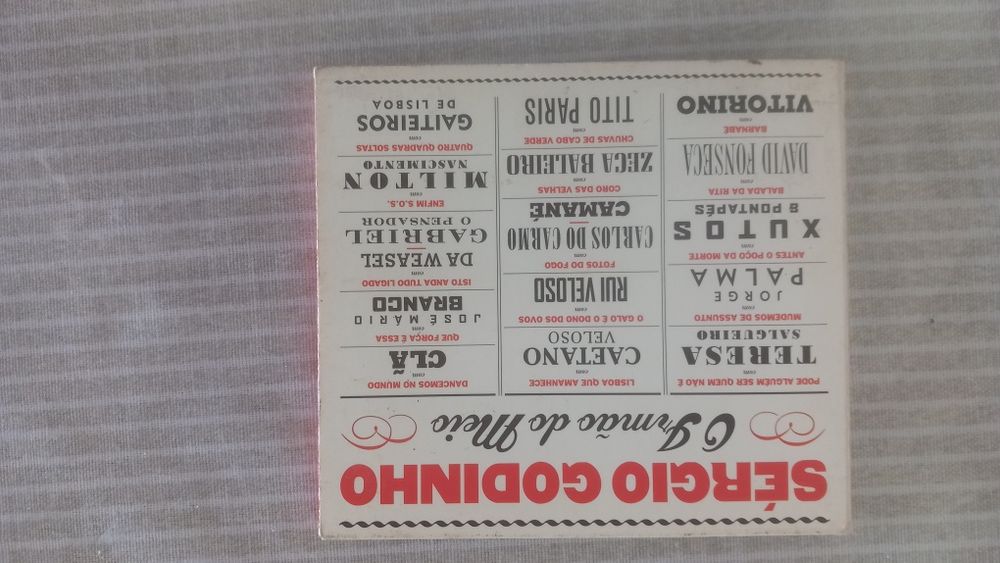 SÉRGIO GODINHO
O Irmão do Meio
PODE ALGUÉM SER QUEM NÃO É
com
TERESA
SALGUEIRO
MUDEMOS DE ASSUNTO
com
JORGE
PALMA
ANTES O POÇO DA MORTE
com
XUTOS
& PONTAPÉS
BALADA DA RITA
com
DAVID FONSECA
BARNABÉ
com
VITORINO
LISBOA QUE AMANHECE
com
CAETANO
VELOSO
O GALO É O DONO DOS OVOS
com
RUI VELOSO
FOTOS DO FOGO
com
CARLOS DO CARMO
CAMANÉ
CORO DAS VELHAS
com
ZECA BALEIRO
CHUVAS DE CABO VERDE
com
TITO PARIS
DANCEMOS NO MUNDO
com
CLÃ
QUE FORÇA É ESSA
com
JOSÉ MÁRIO
BRANCO
ISTO ANDA TUDO LIGADO
com
DA WEASEL
GABRIEL
O PENSADOR
ENFIM S.O.S.
com
MILTON
NASCIMENTO
QUATRO QUADRAS SOLTAS
com
GAITEIROS
DE LISBOA